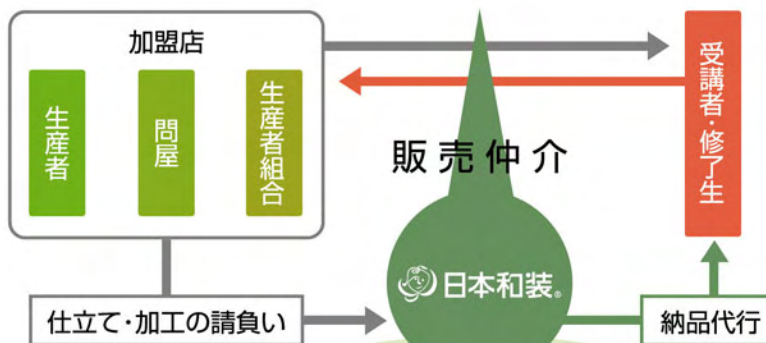 加盟店
生産者
問屋
生産者組合
受講者・修了生
販売仲介
日本和装®
仕立て・加工の請負い
納品代行